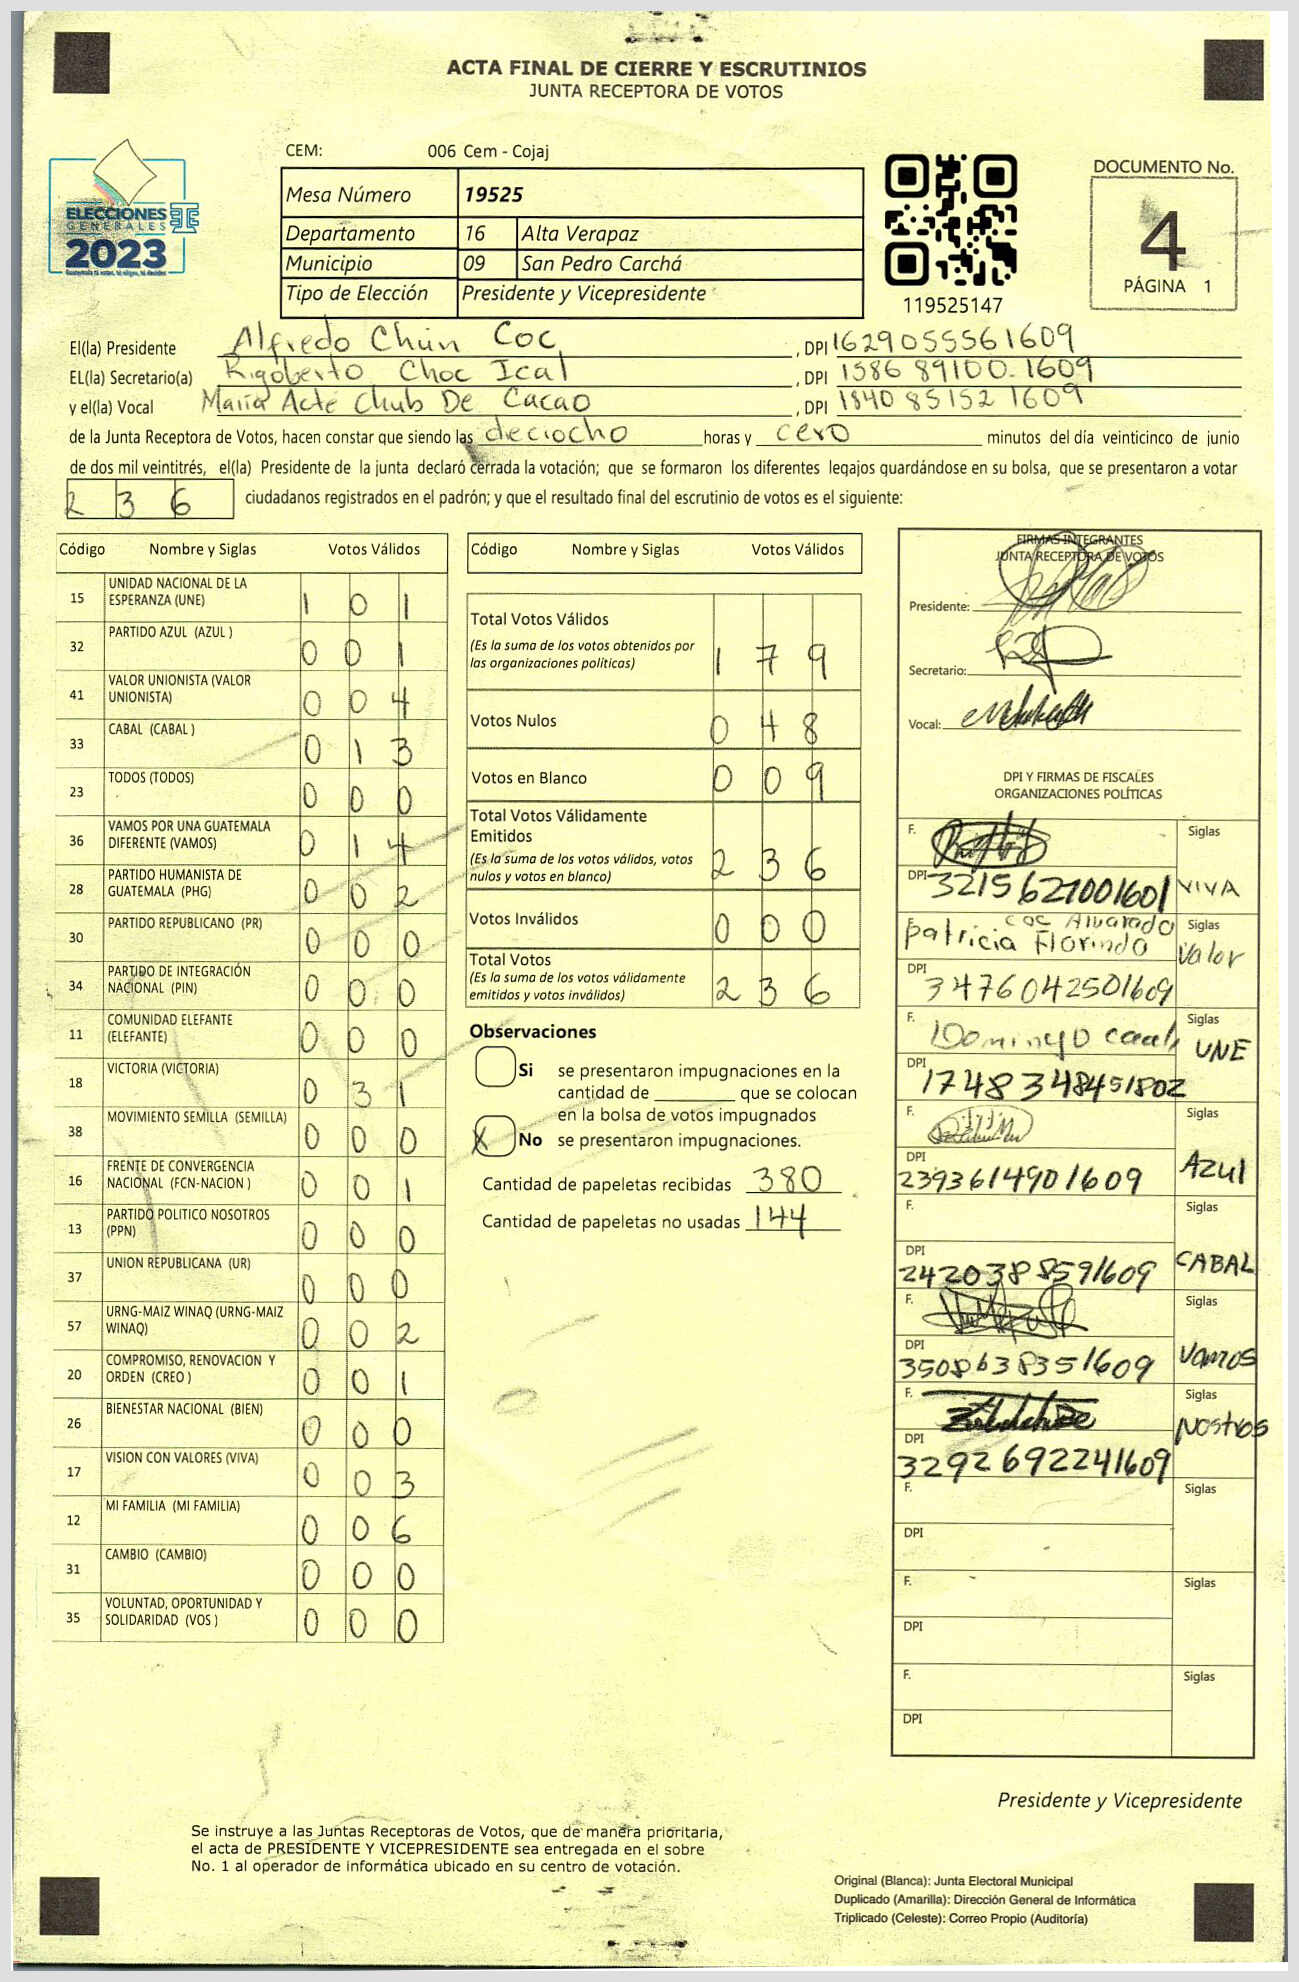 ACTA FINAL DE CIERRE Y ESCRUTINIOS
JUNTA RECEPTORA DE VOTOS
ELECCIONES
GENERALES
2023
CEM: 006 Cem - Cojaj
Mesa Número 19525
Departamento 16 Alta Verapaz
Municipio 09 San Pedro Carchá
Tipo de Elección Presidente y Vicepresidente
119525147
DOCUMENTO No.
4
PÁGINA 1
El(la) Presidente Alfredo Chún Coc , DPI 1629055561609
EL(la) Secretario(a) Rigoberto Choc Ical , DPI 1586 89100 1609
y el(la) Vocal María Acté Chub De Cacao , DPI 1840 85152 1609
de la Junta Receptora de Votos, hacen constar que siendo las deciocho horas y cero minutos del día veinticinco de junio
de dos mil veintitrés, el(la) Presidente de la junta declaró cerrada la votación; que se formaron los diferentes legajos guardándose en su bolsa, que se presentaron a votar
236 ciudadanos registrados en el padrón; y que el resultado final del escrutinio de votos es el siguiente:
Código Nombre y Siglas Votos Válidos
15 UNIDAD NACIONAL DE LA ESPERANZA (UNE) 1 0 1
32 PARTIDO AZUL (AZUL ) 0 0 1
41 VALOR UNIONISTA (VALOR UNIONISTA) 0 0 4
33 CABAL (CABAL ) 0 1 3
23 TODOS (TODOS) 0 0 0
36 VAMOS POR UNA GUATEMALA DIFERENTE (VAMOS) 0 1 4
28 PARTIDO HUMANISTA DE GUATEMALA (PHG) 0 0 2
30 PARTIDO REPUBLICANO (PR) 0 0 0
34 PARTIDO DE INTEGRACIÓN NACIONAL (PIN) 0 0 0
11 COMUNIDAD ELEFANTE (ELEFANTE) 0 0 0
18 VICTORIA (VICTORIA) 0 3 1
38 MOVIMIENTO SEMILLA (SEMILLA) 0 0 0
16 FRENTE DE CONVERGENCIA NACIONAL (FCN-NACION ) 0 0 1
13 PARTIDO POLITICO NOSOTROS (PPN) 0 0 0
37 UNION REPUBLICANA (UR) 0 0 0
57 URNG-MAIZ WINAQ (URNG-MAIZ WINAQ) 0 0 2
20 COMPROMISO, RENOVACION Y ORDEN (CREO ) 0 0 1
26 BIENESTAR NACIONAL (BIEN) 0 0 0
17 VISION CON VALORES (VIVA) 0 0 3
12 MI FAMILIA (MI FAMILIA) 0 0 6
31 CAMBIO (CAMBIO) 0 0 0
35 VOLUNTAD, OPORTUNIDAD Y SOLIDARIDAD (VOS ) 0 0 0
Código Nombre y Siglas Votos Válidos
Total Votos Válidos 1 7 9
(Es la suma de los votos obtenidos por
las organizaciones políticas)
Votos Nulos 0 4 8
Votos en Blanco 0 0 9
Total Votos Válidamente
Emitidos 2 3 6
(Es la suma de los votos válidos, votos
nulos y votos en blanco)
Votos Inválidos 0 0 0
Total Votos 2 3 6
(Es la suma de los votos válidamente
emitidos y votos inválidos)
Observaciones
Si se presentaron impugnaciones en la
cantidad de ________ que se colocan
en la bolsa de votos impugnados
X No se presentaron impugnaciones.
Cantidad de papeletas recibidas 380
Cantidad de papeletas no usadas 144
FIRMAS INTEGRANTES
JUNTA RECEPTORA DE VOTOS
Presidente:
Secretario:
Vocal:
DPI Y FIRMAS DE FISCALES
ORGANIZACIONES POLÍTICAS
F. Siglas
DPI 3215621001601 VIVA
F. Patricia Florinda Coc Alvarado Siglas Valor
DPI 3476042501609
F. Domingo Caal Siglas UNE
DPI 1748348451802
F. Siglas
DPI 2393614901609 Azul
F. Siglas
DPI 2420388591609 CABAL
F. Siglas
DPI 3508638351609 Vamos
F. Siglas
DPI 3292692241609 Nostros
F. Siglas
DPI
F. Siglas
DPI
F. Siglas
DPI
Presidente y Vicepresidente
Se instruye a las Juntas Receptoras de Votos, que de manera prioritaria,
el acta de PRESIDENTE Y VICEPRESIDENTE sea entregada en el sobre
No. 1 al operador de informática ubicado en su centro de votación.
Original (Blanca): Junta Electoral Municipal
Duplicado (Amarilla): Dirección General de Informática
Triplicado (Celeste): Correo Propio (Auditoría)